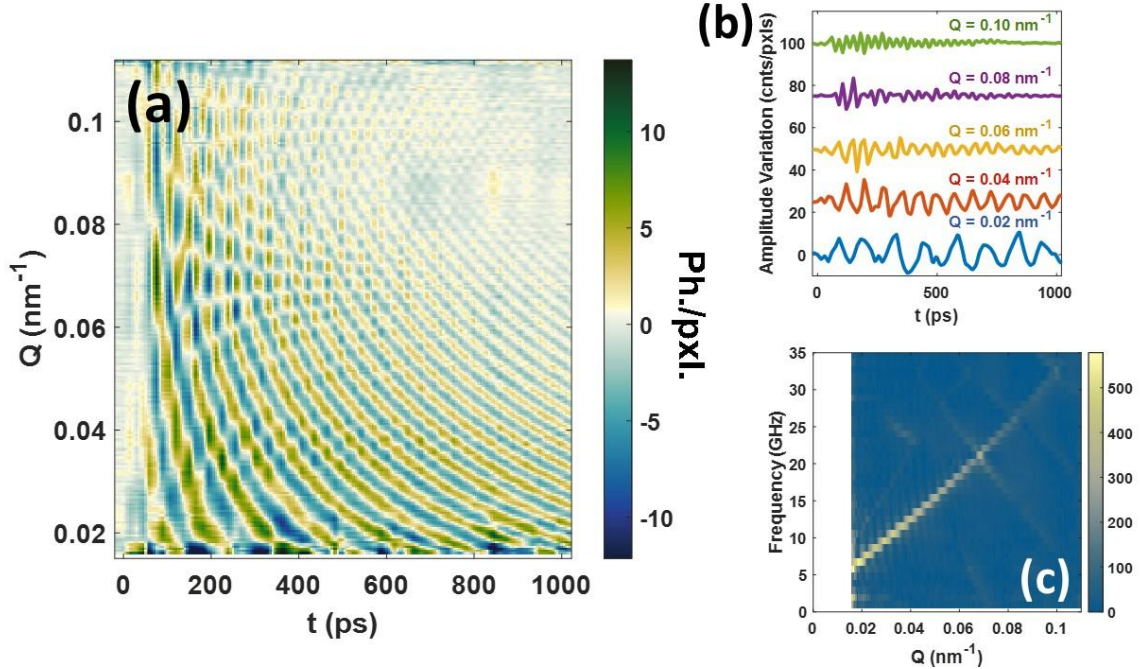 (a)
Q (nm-1)
0.1
0.08
0.06
0.04
0.02
0 200 400 600 800 1000
t (ps)
10
5
0
-5
-10
Ph./pxl.
(b)
Amplitude Variation (cnts/pxls)
100
80
60
40
20
0
Q = 0.10 nm-1
Q = 0.08 nm-1
Q = 0.06 nm-1
Q = 0.04 nm-1
Q = 0.02 nm-1
0 500 1000
t (ps)
Frequency (GHz)
35
30
25
20
15
10
5
0
(c)
0 0.02 0.04 0.06 0.08 0.1
Q (nm-1)
500
400
300
200
100
0